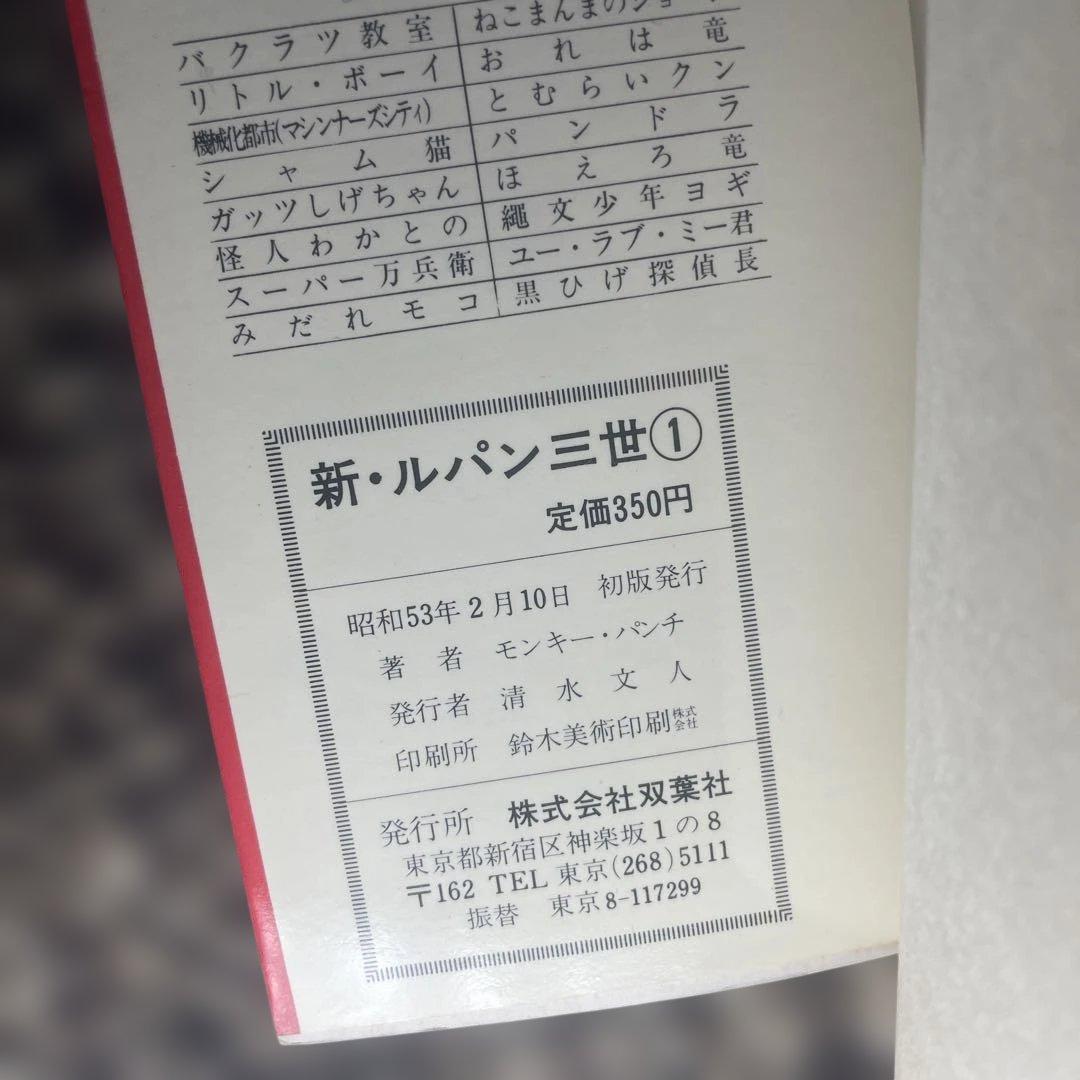 バクラツ教室
リトル・ボーイ
機械化都市(マシンナーズシティ)
シャム猫
ガッツしげちゃん
怪人わかとの
スーパー万兵衛
みだれモコ
ねこまんまのジョー
おれは竜
とむらいクン
パンドラ
ほえろ竜
繩文少年ヨギ
ユー・ラブ・ミー君
黒ひげ探偵長
新・ルパン三世①
定価350円
昭和53年2月10日 初版発行
著者 モンキー・パンチ
発行者 清水文人
印刷所 鈴木美術印刷株式会社
発行所 株式会社双葉社
東京都新宿区神楽坂1の8
〒162 TEL 東京(268)5111
振替 東京8-117299